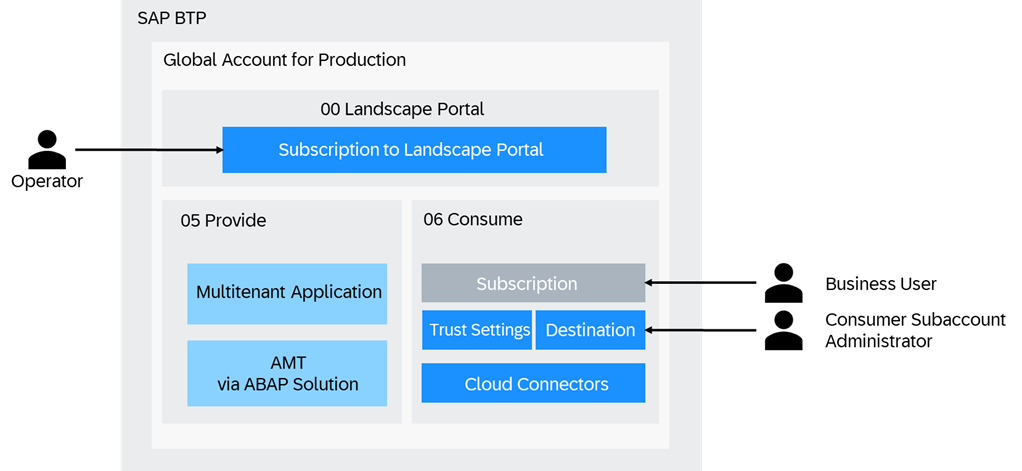 SAP BTP
Global Account for Production
00 Landscape Portal
Subscription to Landscape Portal
Operator
05 Provide
Multitenant Application
AMT
via ABAP Solution
06 Consume
Subscription
Trust Settings
Destination
Cloud Connectors
Business User
Consumer Subaccount
Administrator